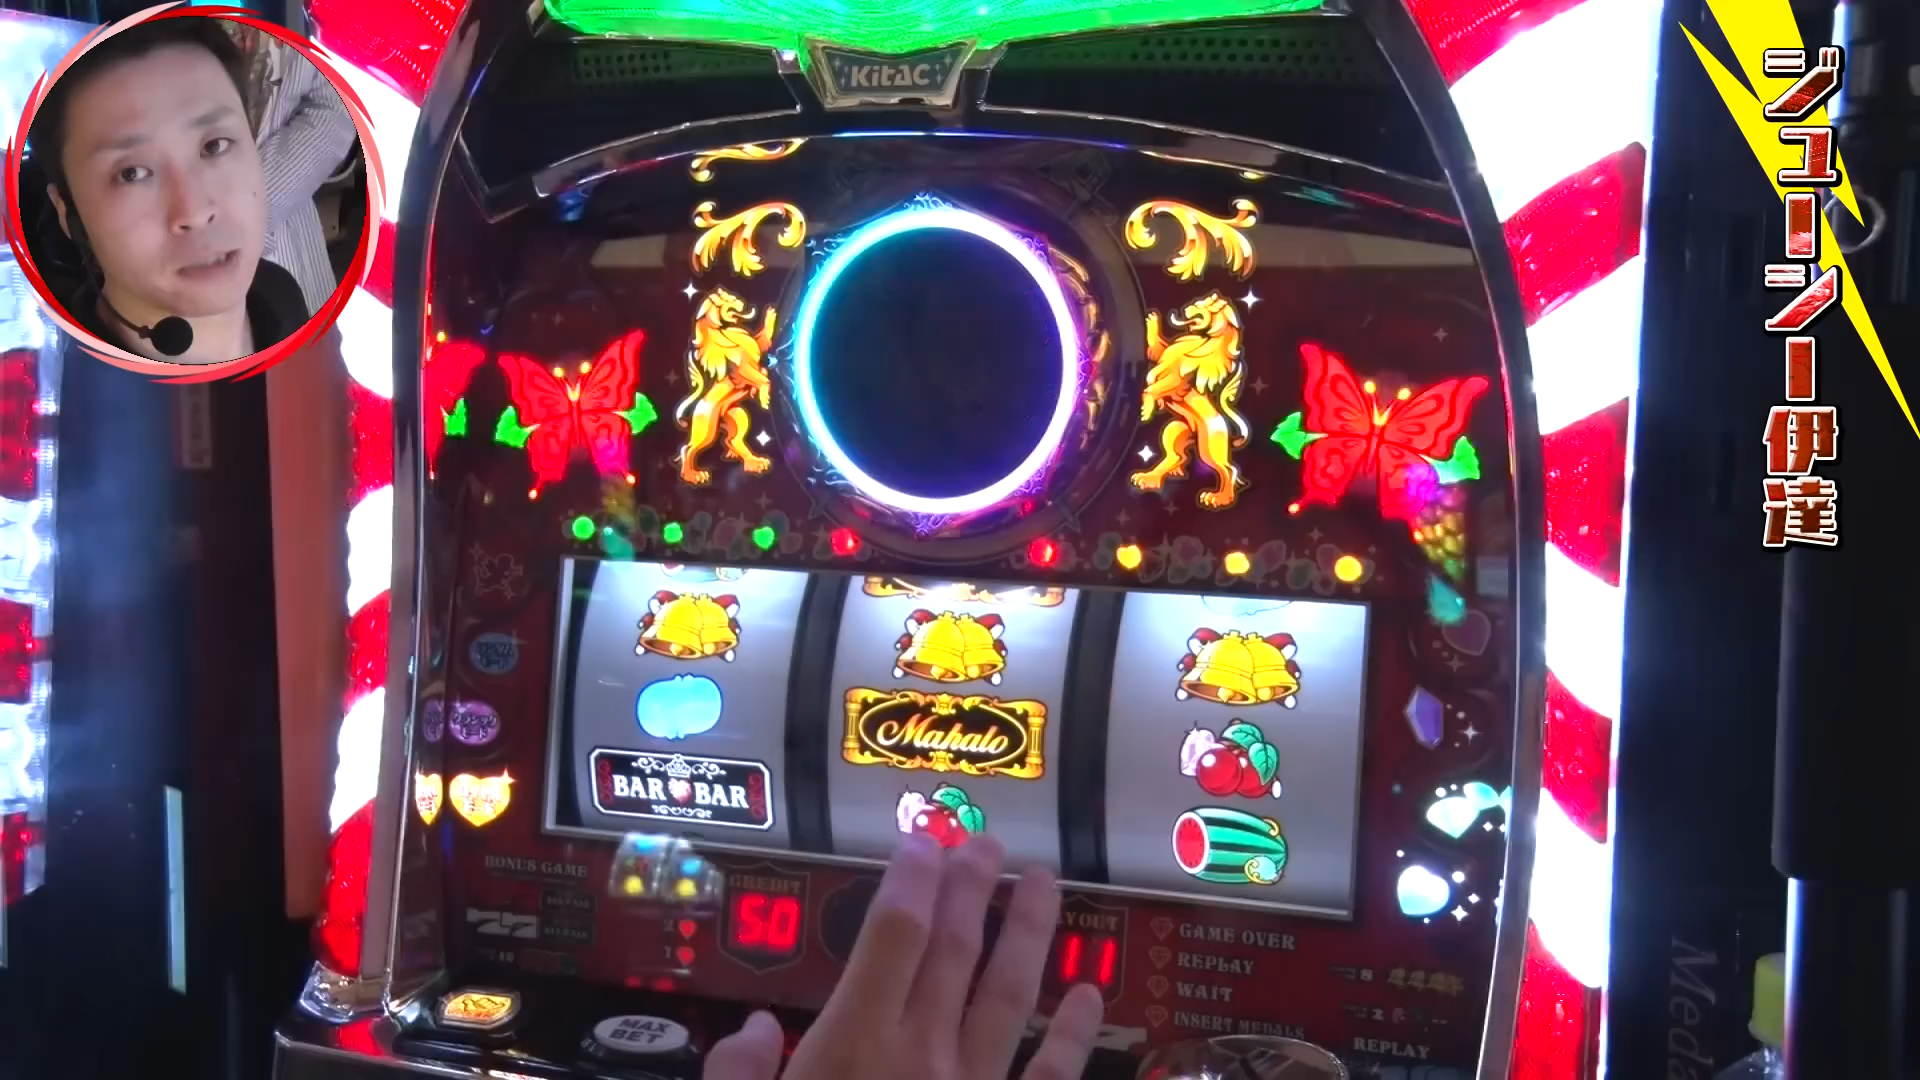 KitAC
ジューシー伊達
Mahalo
BAR BAR
BONUS GAME
CREDIT
50
11
GAME OVER
REPLAY
WAIT
INSERT MEDALS
MAX
BET
REPLAY